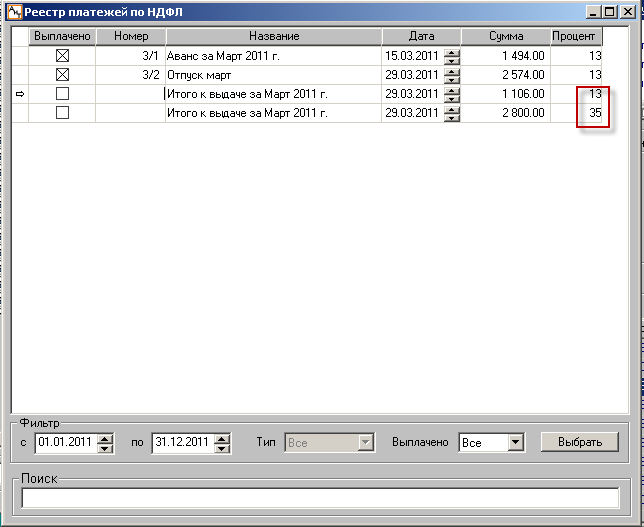 Реестр платежей по НДФЛ
Выплачено Номер Название Дата Сумма Процент
3/1 Аванс за Март 2011 г. 15.03.2011 1 494.00 13
3/2 Отпуск март 29.03.2011 2 574.00 13
Итого к выдаче за Март 2011 г. 29.03.2011 1 106.00 13
Итого к выдаче за Март 2011 г. 29.03.2011 2 800.00 35
Фильтр
с 01.01.2011 по 31.12.2011 Тип Все Выплачено Все Выбрать
Поиск